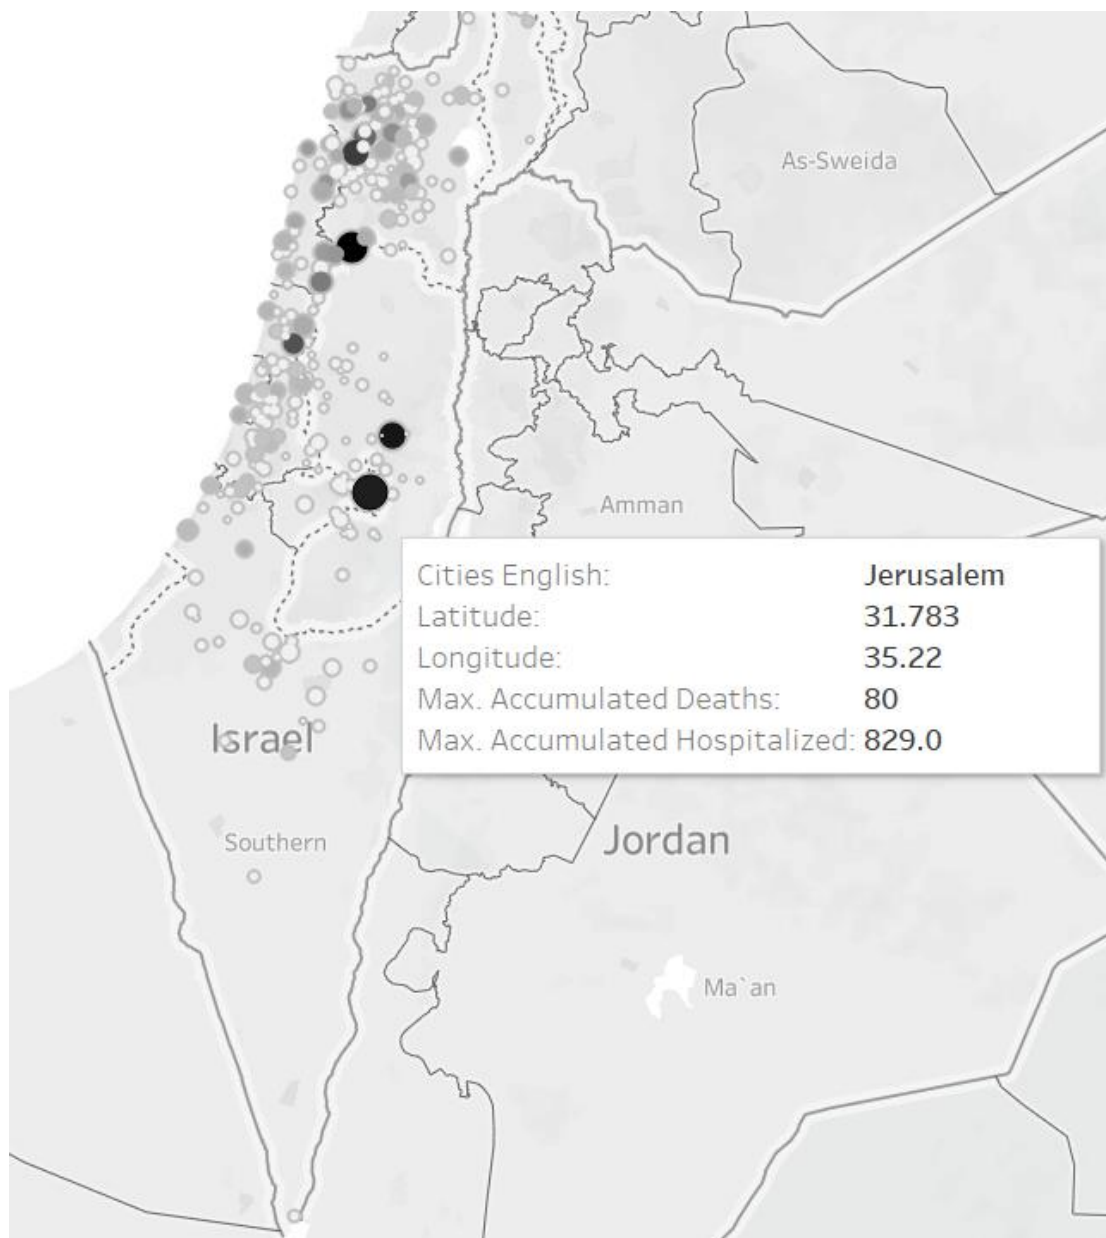 As-Sweida
Amman
Cities English: Jerusalem
Latitude: 31.783
Longitude: 35.22
Max. Accumulated Deaths: 80
Max. Accumulated Hospitalized: 829.0
Israel
Jordan
Southern
Ma`an